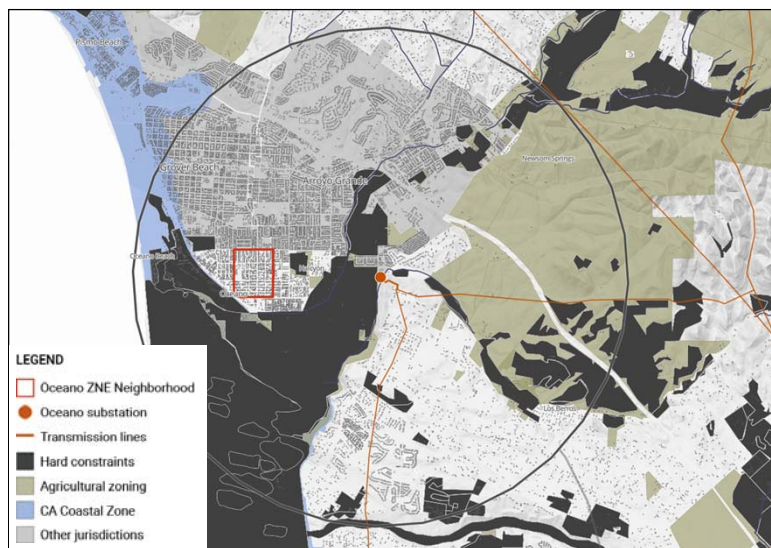 Pismo Beach
Grover Beach
Arroyo Grande
Newsom Springs
Oceano Beach
Oceano
Los Berros
LEGEND
Oceano ZNE Neighborhood
Oceano substation
Transmission lines
Hard constraints
Agricultural zoning
CA Coastal Zone
Other jurisdictions